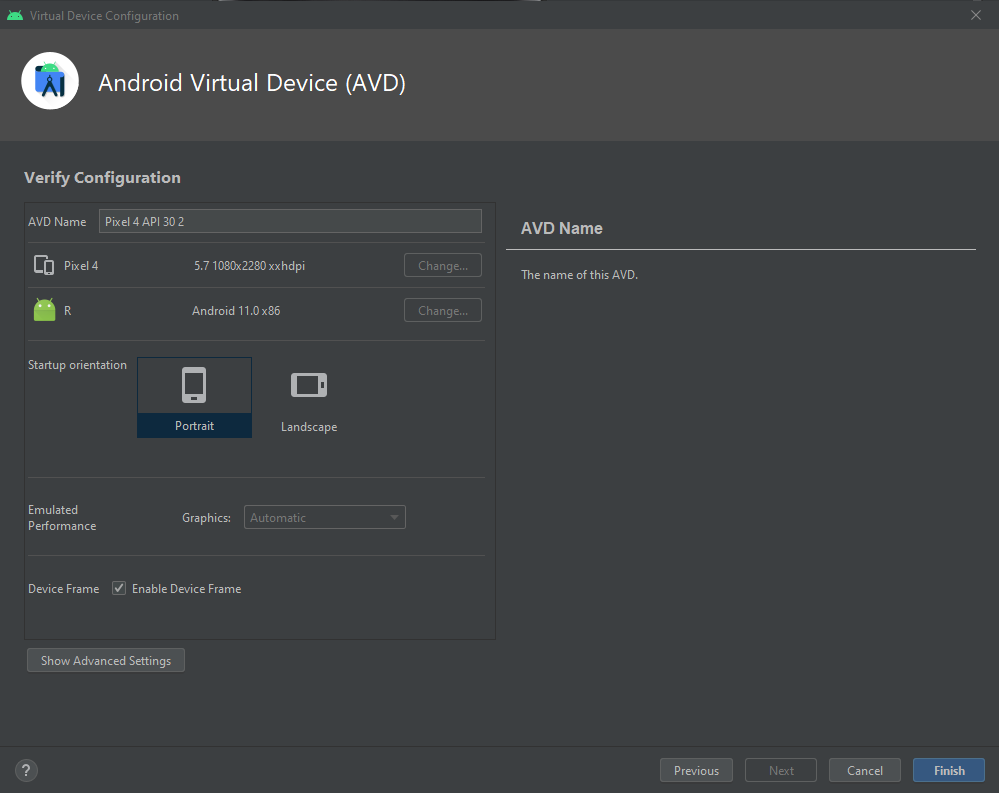 Virtual Device Configuration
Android Virtual Device (AVD)
Verify Configuration
AVD Name Pixel 4 API 30 2
Pixel 4 5.7 1080x2280 xxhdpi Change...
R Android 11.0 x86 Change...
Startup orientation
Portrait
Landscape
Emulated
Performance
Graphics: Automatic
Device Frame Enable Device Frame
Show Advanced Settings
AVD Name
The name of this AVD.
? Previous Next Cancel Finish